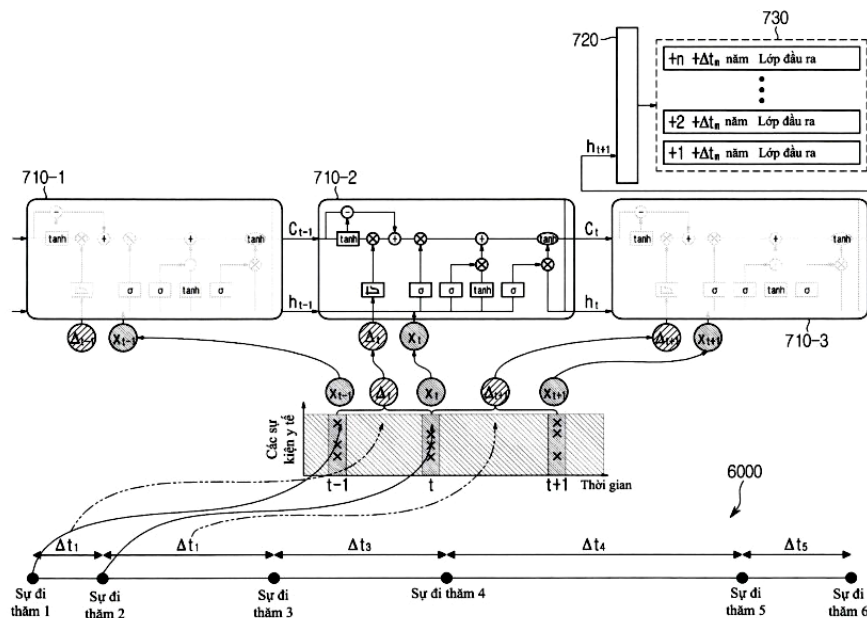 720
730
+n +Δtₙ năm Lớp đầu ra
+2 +Δtₙ năm Lớp đầu ra
+1 +Δtₙ năm Lớp đầu ra
hₜ₊₁
710-1
710-2
710-3
tanh
+
σ
σ
tanh
σ
tanh
Cₜ₋₁
hₜ₋₁
tanh
+
+
tanh
σ
σ
tanh
σ
Cₜ
hₜ
tanh
+
+
tanh
σ
σ
tanh
σ
Δₜ₋₁
Xₜ₋₁
Δₜ
Xₜ
Δₜ₊₁
Xₜ₊₁
Xₜ₋₁
Δₜ
Xₜ
Δₜ₊₁
Xₜ₊₁
Các sự
kiện y tế
t-1
t
t+1
Thời gian
6000
Δt₁
Δt₁
Δt₃
Δt₄
Δt₅
Sự đi
thăm 1
Sự đi
thăm 2
Sự đi
thăm 3
Sự đi thăm 4
Sự đi
thăm 5
Sự đi
thăm 6